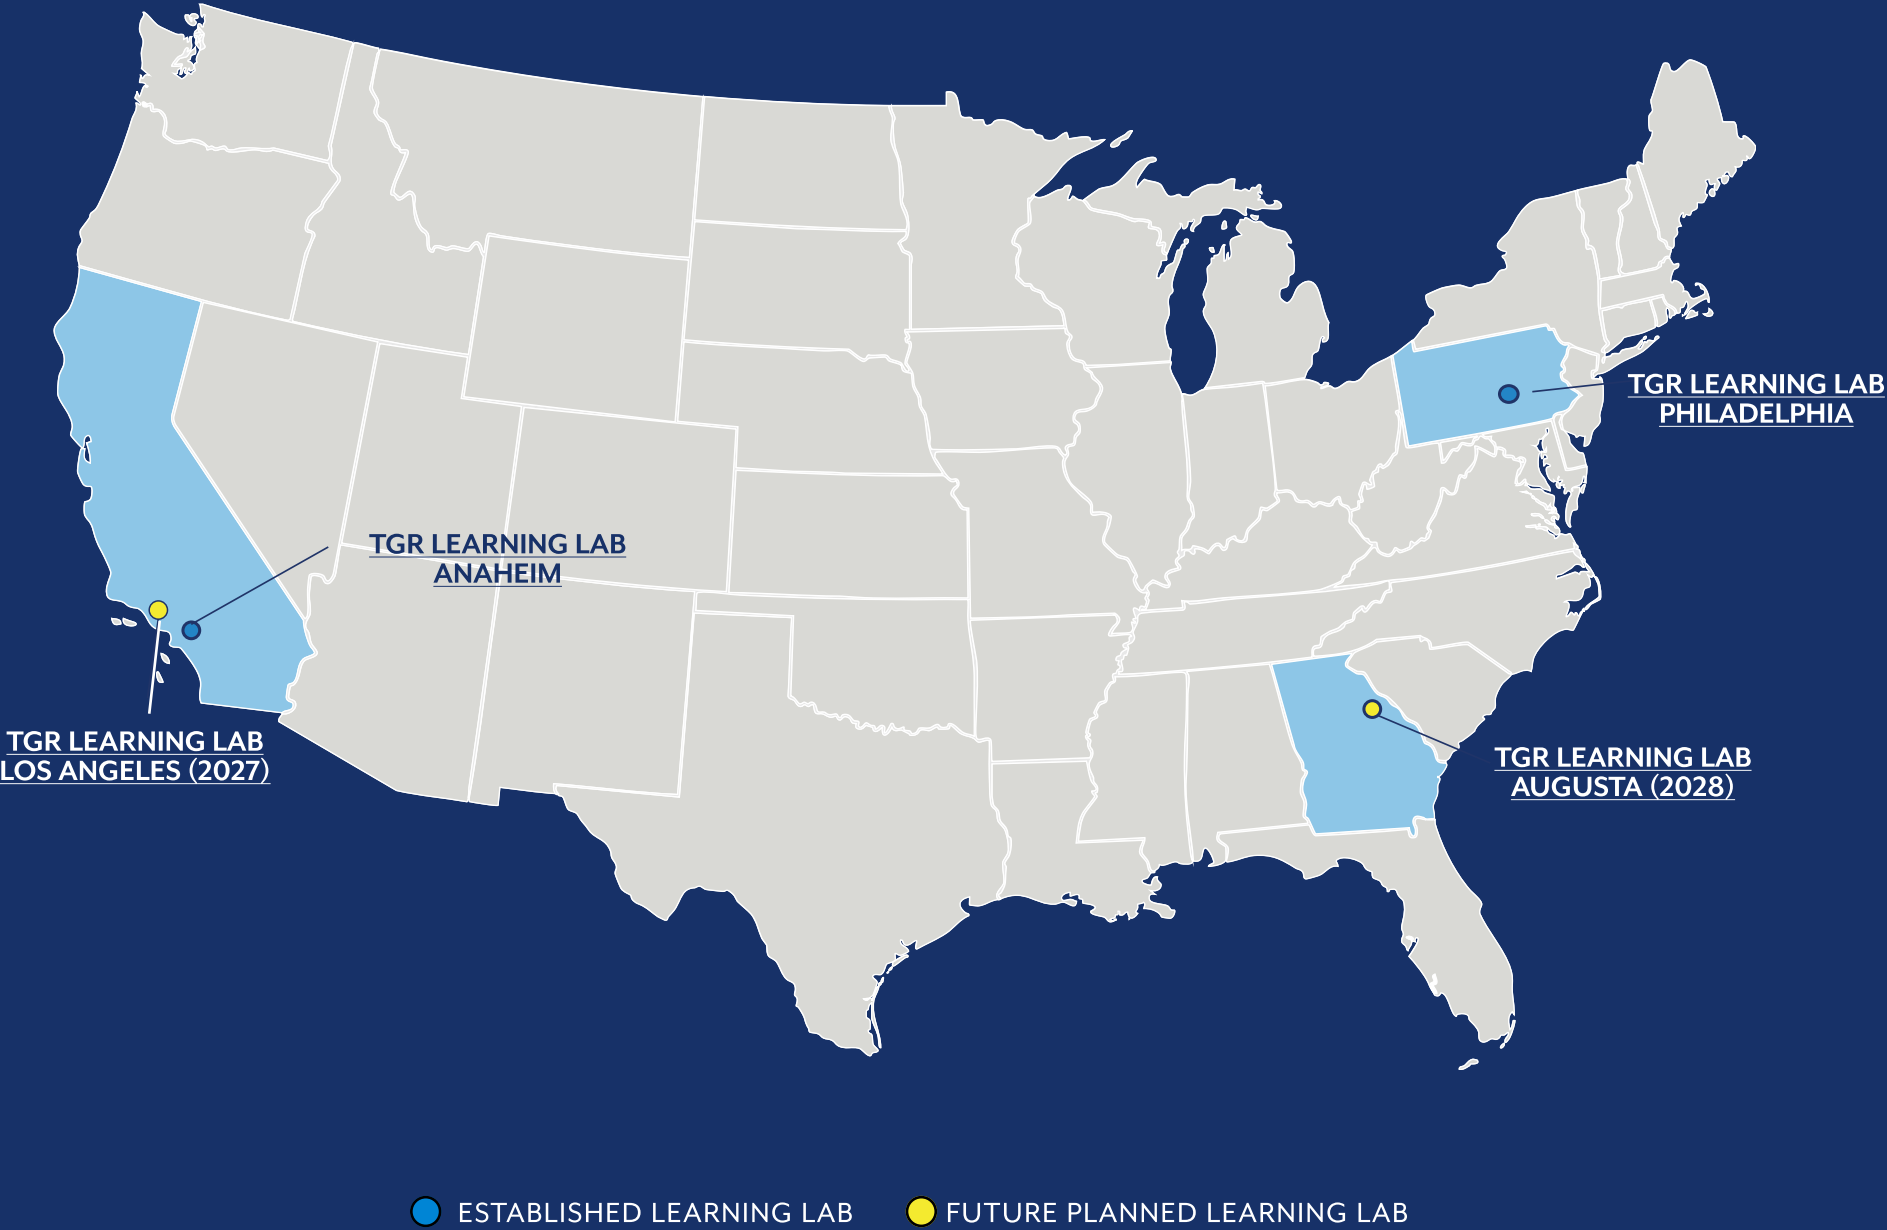 TGR LEARNING LAB
PHILADELPHIA
TGR LEARNING LAB
ANAHEIM
TGR LEARNING LAB
LOS ANGELES (2027)
TGR LEARNING LAB
AUGUSTA (2028)
ESTABLISHED LEARNING LAB
FUTURE PLANNED LEARNING LAB